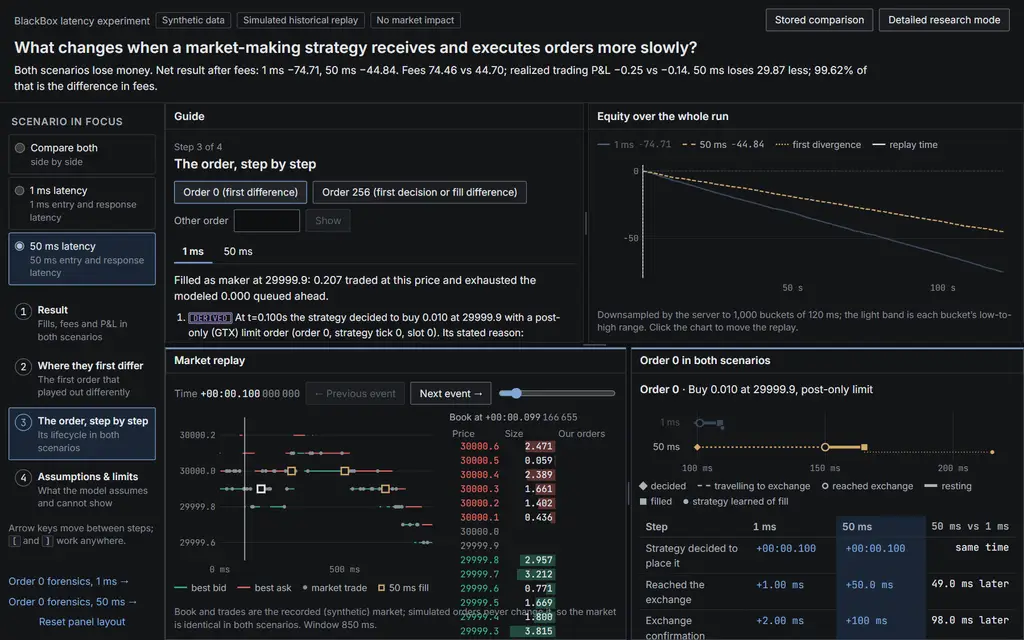 BlackBox latency experiment
Synthetic data
Simulated historical replay
No market impact
Stored comparison
Detailed research mode
What changes when a market-making strategy receives and executes orders more slowly?
Both scenarios lose money. Net result after fees: 1 ms −74.71, 50 ms −44.84. Fees 74.46 vs 44.70; realized trading P&L −0.25 vs −0.14. 50 ms loses 29.87 less; 99.62% of
that is the difference in fees.
SCENARIO IN FOCUS
Compare both
side by side
1 ms latency
1 ms entry and response
latency
50 ms latency
50 ms entry and response
latency
1 Result
Fills, fees and P&L in
both scenarios
2 Where they first differ
The first order that
played out differently
3 The order, step by step
Its lifecycle in both
scenarios
4 Assumptions & limits
What the model assumes
and cannot show
Arrow keys move between steps;
[ and ] work anywhere.
Order 0 forensics, 1 ms →
Order 0 forensics, 50 ms →
Reset panel layout
Guide
Step 3 of 4
The order, step by step
Order 0 (first difference)
Order 256 (first decision or fill difference)
Other order
Show
1 ms
50 ms
Filled as maker at 29999.9: 0.207 traded at this price and exhausted the
modeled 0.000 queued ahead.
1. DERIVED At t=0.100s the strategy decided to buy 0.010 at 29999.9 with a post-
only (GTX) limit order (order 0, strategy tick 0, slot 0). Its stated reason:
Equity over the whole run
1 ms -74.71
50 ms -44.84
first divergence
replay time
0
-50
50 s
100 s
Downsampled by the server to 1,000 buckets of 120 ms; the light band is each bucket's low-to-
high range. Click the chart to move the replay.
Market replay
Time +00:00.100 000 000
← Previous event
Next event →
30000.2
30000.0
29999.8
29999.6
0 ms
500 ms
best bid
best ask
market trade
50 ms fill
Book and trades are the recorded (synthetic) market; simulated orders never change it, so the market
is identical in both scenarios. Window 850 ms.
Book at +00:00.099 166 655
Price Size Our orders
30000.6 2.471
30000.5 0.059
30000.4 2.389
30000.3 1.661
30000.2 1.402
30000.1 0.436
30000.0
29999.9
29999.8 2.957
29999.7 3.212
29999.6 0.771
29999.5 1.669
29999.4 1.800
29999.3 3.815
Order 0 in both scenarios
Order 0 · Buy 0.010 at 29999.9, post-only limit
1 ms
50 ms
100 ms
150 ms
200 ms
decided
travelling to exchange
reached exchange
resting
filled
strategy learned of fill
Step 1 ms 50 ms 50 ms vs 1 ms
Strategy decided to
place it
+00:00.100 +00:00.100 same time
Reached the
exchange
+1.00 ms +50.0 ms 49.0 ms later
Exchange
confirmation
+2.00 ms +100 ms 98.0 ms later